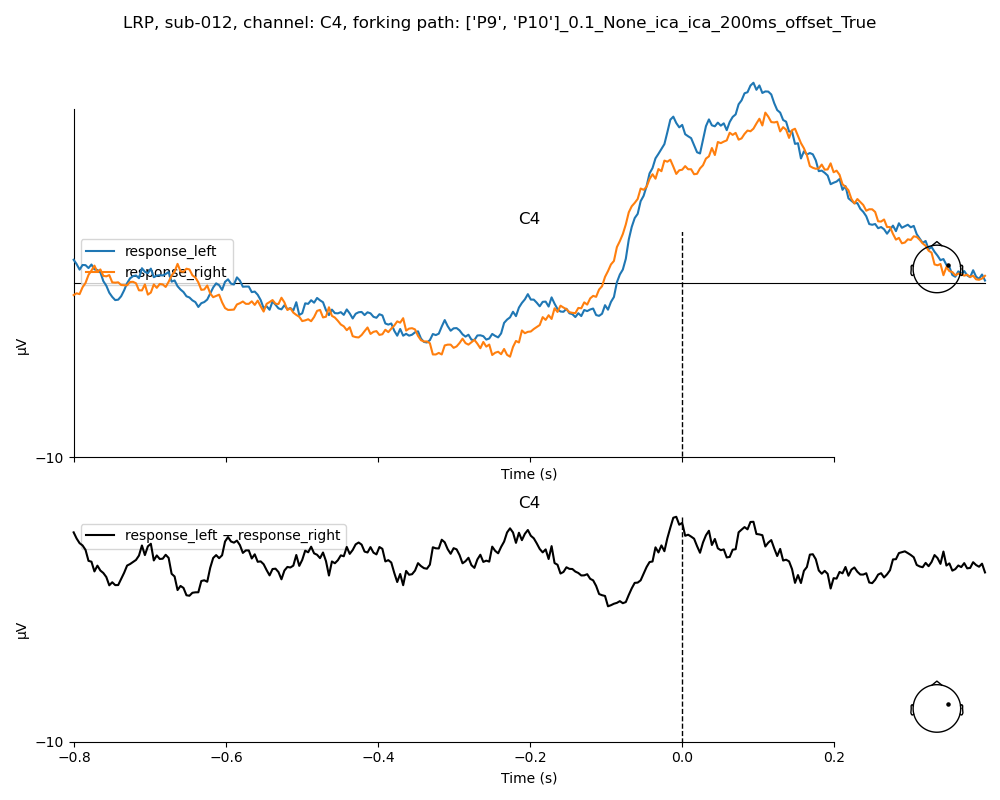 LRP, sub-012, channel: C4, forking path: ['P9', 'P10']_0.1_None_ica_ica_200ms_offset_True
C4
response_left
response_right
µV
−10
Time (s)
C4
response_left − response_right
µV
−10
−0.8 −0.6 −0.4 −0.2 0.0 0.2
Time (s)